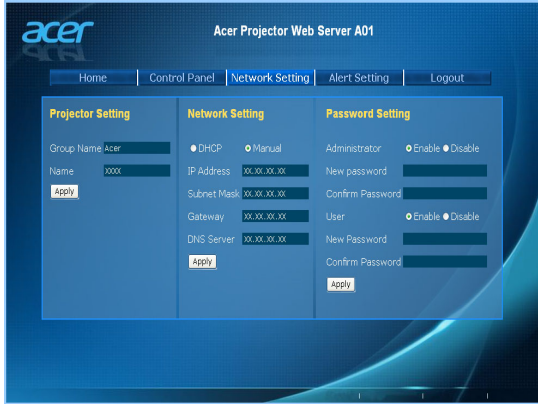 acer
Acer Projector Web Server A01
Home Control Panel Network Setting Alert Setting Logout
Projector Setting
Group Name Acer
Name XXXX
Apply
Network Setting
DHCP Manual
IP Address XX.XX.XX.XX
Subnet Mask XX.XX.XX.XX
Gateway XX.XX.XX.XX
DNS Server XX.XX.XX.XX
Apply
Password Setting
Administrator Enable Disable
New password
Confirm Password
User Enable Disable
New Password
Confirm Password
Apply